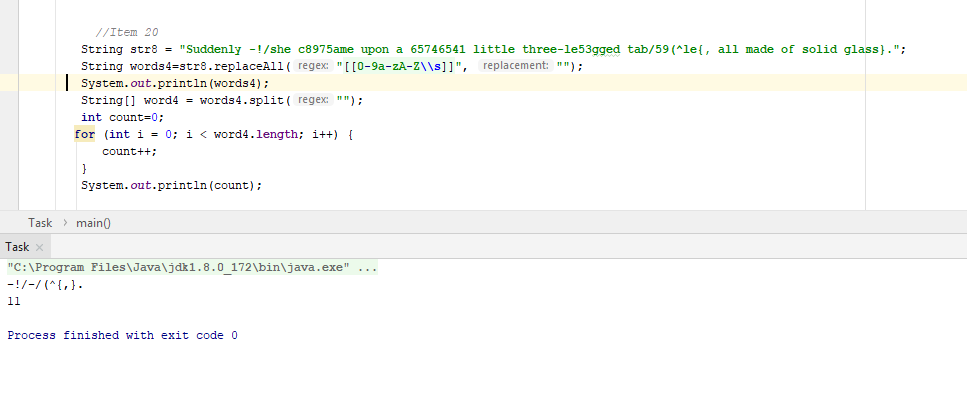 //Item 20
String str8 = "Suddenly -!/she c8975ame upon a 65746541 little three-le53gged tab/59(^le{, all made of solid glass}.";
String words4=str8.replaceAll( regex: "[[0-9a-zA-Z\\s]]", replacement: "");
System.out.println(words4);
String[] word4 = words4.split( regex: "");
int count=0;
for (int i = 0; i < word4.length; i++) {
count++;
}
System.out.println(count);
Task › main()
Task ×
"C:\Program Files\Java\jdk1.8.0_172\bin\java.exe" ...
-!/-/(^{,}.
11
Process finished with exit code 0